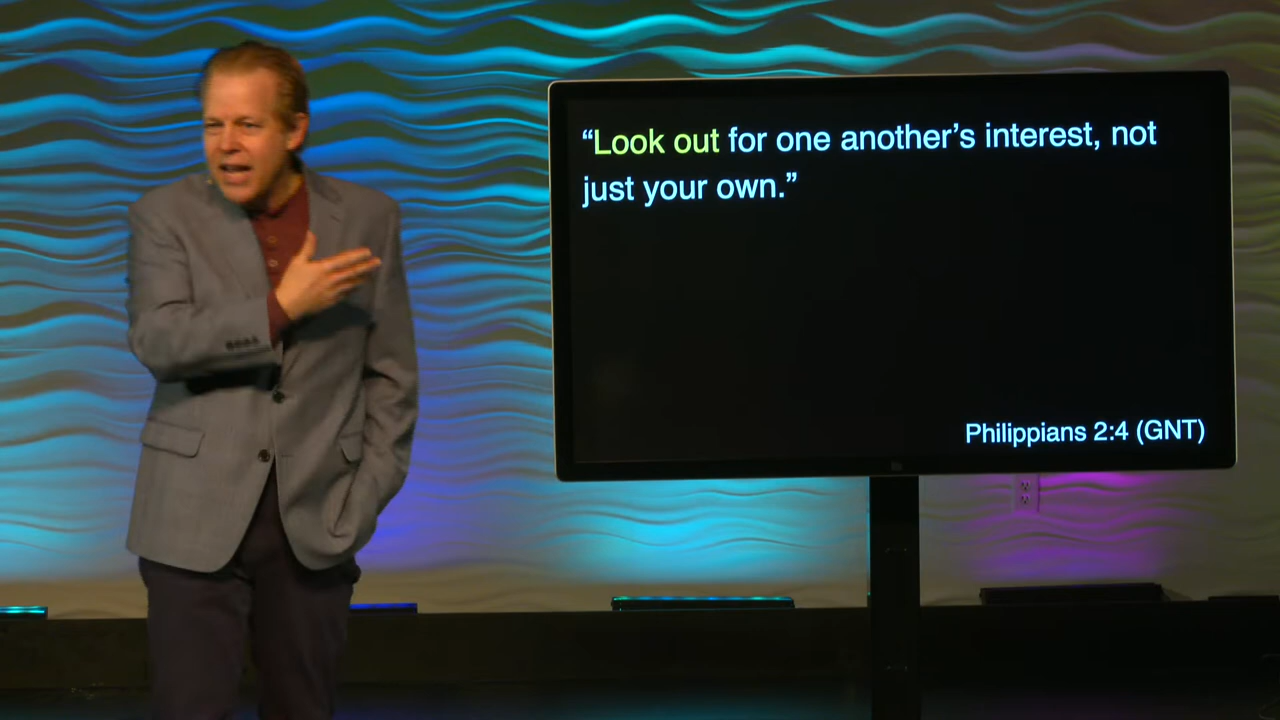 “Look out for one another’s interest, not
just your own.”
Philippians 2:4 (GNT)